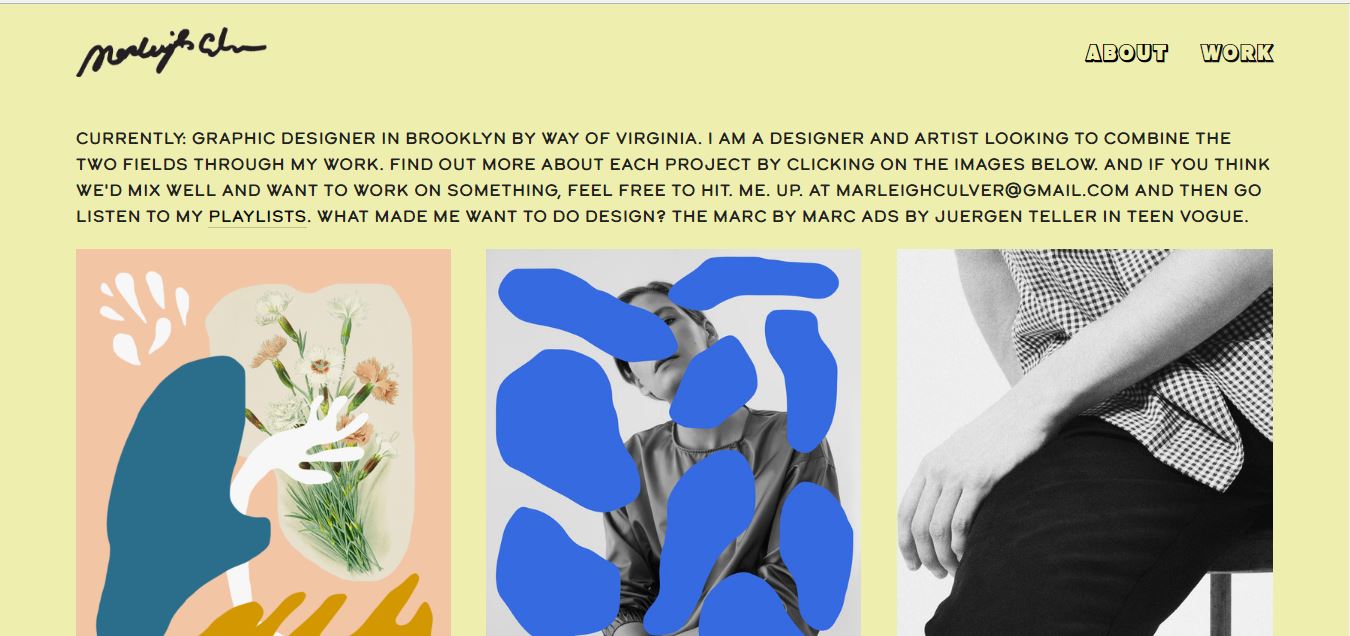 Marleigh Culver
ABOUT WORK
CURRENTLY: GRAPHIC DESIGNER IN BROOKLYN BY WAY OF VIRGINIA. I AM A DESIGNER AND ARTIST LOOKING TO COMBINE THE
TWO FIELDS THROUGH MY WORK. FIND OUT MORE ABOUT EACH PROJECT BY CLICKING ON THE IMAGES BELOW. AND IF YOU THINK
WE'D MIX WELL AND WANT TO WORK ON SOMETHING, FEEL FREE TO HIT. ME. UP. AT MARLEIGHCULVER@GMAIL.COM AND THEN GO
LISTEN TO MY PLAYLISTS. WHAT MADE ME WANT TO DO DESIGN? THE MARC BY MARC ADS BY JUERGEN TELLER IN TEEN VOGUE.